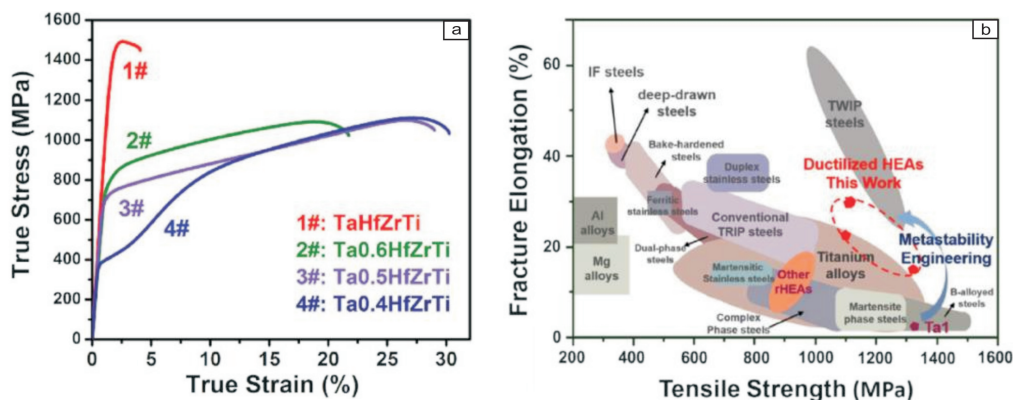 a
1600
1400
1200
1000
800
600
400
200
0
True Stress (MPa)
1#
2#
3#
4#
1#: TaHfZrTi
2#: Ta0.6HfZrTi
3#: Ta0.5HfZrTi
4#: Ta0.4HfZrTi
0 5 10 15 20 25 30
True Strain (%)
b
60
40
20
0
Fracture Elongation (%)
IF steels
deep-drawn
steels
TWIP
steels
Bake-hardened
steels
Duplex
stainless steels
Ductilized HEAs
This Work
Al
alloys
Ferritic
stainless steels
Conventional
TRIP steels
Metastability
Engineering
Dual-phase
steels
Mg
alloys
Martensitic
Stainless steels
Other
rHEAs
Titanium
alloys
B-alloyed
steels
Complex
Phase steels
Martensite
phase steels
Ta1
200 400 600 800 1000 1200 1400 1600
Tensile Strength (MPa)